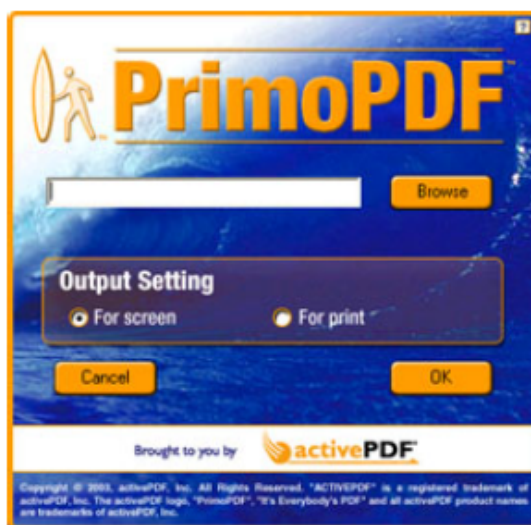 ?
PrimoPDF™
Browse
Output Setting
For screen
For print
Cancel
OK
Brought to you by activePDF
Copyright © 2003, activePDF, Inc. All Rights Reserved. "ACTIVEPDF" is a registered trademark of
activePDF, Inc. The activePDF logo, "PrimoPDF", "It's Everybody's PDF" and all activePDF product names
are trademarks of activePDF, Inc.